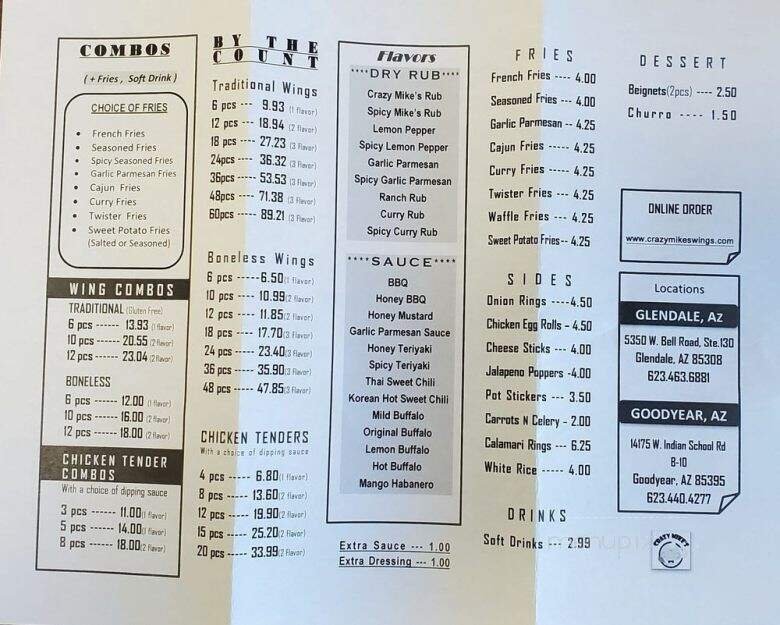 COMBOS
( + Fries , Soft Drink )
CHOICE OF FRIES
• French Fries
• Seasoned Fries
• Spicy Seasoned Fries
• Garlic Parmesan Fries
• Cajun Fries
• Curry Fries
• Twister Fries
• Sweet Potato Fries
(Salted or Seasoned)
WING COMBOS
TRADITIONAL (Gluten Free)
6 pcs ------ 13.93 (1 flavor)
10 pcs ------ 20.55 (2 flavor)
12 pcs ------ 23.04 (2 flavor)
BONELESS
6 pcs ------ 12.00 (1 flavor)
10 pcs ------ 16.00 (2 flavor)
12 pcs ------ 18.00 (2 flavor)
CHICKEN TENDER
COMBOS
With a choice of dipping sauce
3 pcs ------ 11.00(1 flavor)
5 pcs ------ 14.00(1 flavor)
8 pcs ------ 18.00(2 flavor)
BY THE
COUNT
Traditional Wings
6 pcs ---- 9.93 (1 flavor)
12 pcs --- 18.94 (2 flavor)
18 pcs ---- 27.23 (3 flavor)
24pcs ---- 36.32 (3 flavor)
36pcs ----- 53.53 (3 flavor)
48pcs ---- 71.38 (3 flavor)
60pcs ---- 89.21 (3 flavor)
Boneless Wings
6 pcs -----6.50(1 flavor)
10 pcs ---- 10.99(2 flavor)
12 pcs ---- 11.85(2 flavor)
18 pcs ---- 17.70(3 flavor)
24 pcs ---- 23.40(3 flavor)
36 pcs ---- 35.90(3 flavor)
48 pcs ---- 47.85(3 flavor)
CHICKEN TENDERS
With a choice of dipping sauce
4 pcs ----- 6.80(1 flavor)
8 pcs ----- 13.60(2 flavor)
12 pcs ---- 19.90(2 flavor)
15 pcs ----- 25.20(2 flavor)
20 pcs ----- 33.99(2 flavor)
Flavors
****DRY RUB****
Crazy Mike's Rub
Spicy Mike's Rub
Lemon Pepper
Spicy Lemon Pepper
Garlic Parmesan
Spicy Garlic Parmesan
Ranch Rub
Curry Rub
Spicy Curry Rub
****SAUCE****
BBQ
Honey BBQ
Honey Mustard
Garlic Parmesan Sauce
Honey Teriyaki
Spicy Teriyaki
Thai Sweet Chili
Korean Hot Sweet Chili
Mild Buffalo
Original Buffalo
Lemon Buffalo
Hot Buffalo
Mango Habanero
Extra Sauce --- 1.00
Extra Dressing --- 1.00
FRIES
French Fries ---- 4.00
Seasoned Fries --- 4.00
Garlic Parmesan -- 4.25
Cajun Fries ----- 4.25
Curry Fries ---- 4.25
Twister Fries --- 4.25
Waffle Fries --- 4.25
Sweet Potato Fries-- 4.25
SIDES
Onion Rings ----4.50
Chicken Egg Rolls - 4.50
Cheese Sticks --- 4.00
Jalapeno Poppers -4.00
Pot Stickers --- 3.50
Carrots N Celery - 2.00
Calamari Rings --- 6.25
White Rice ----- 4.00
DRINKS
Soft Drinks --- 2.99
DESSERT
Beignets(2pcs) ---- 2.50
Churro ---- 1.50
ONLINE ORDER
www.crazymikeswings.com
Locations
GLENDALE, AZ
5350 W. Bell Road, Ste.130
Glendale, AZ 85308
623.463.6881
GOODYEAR, AZ
14175 W. Indian School Rd
B-10
Goodyear, AZ 85395
623.440.4277
CRAZY MIKE'S